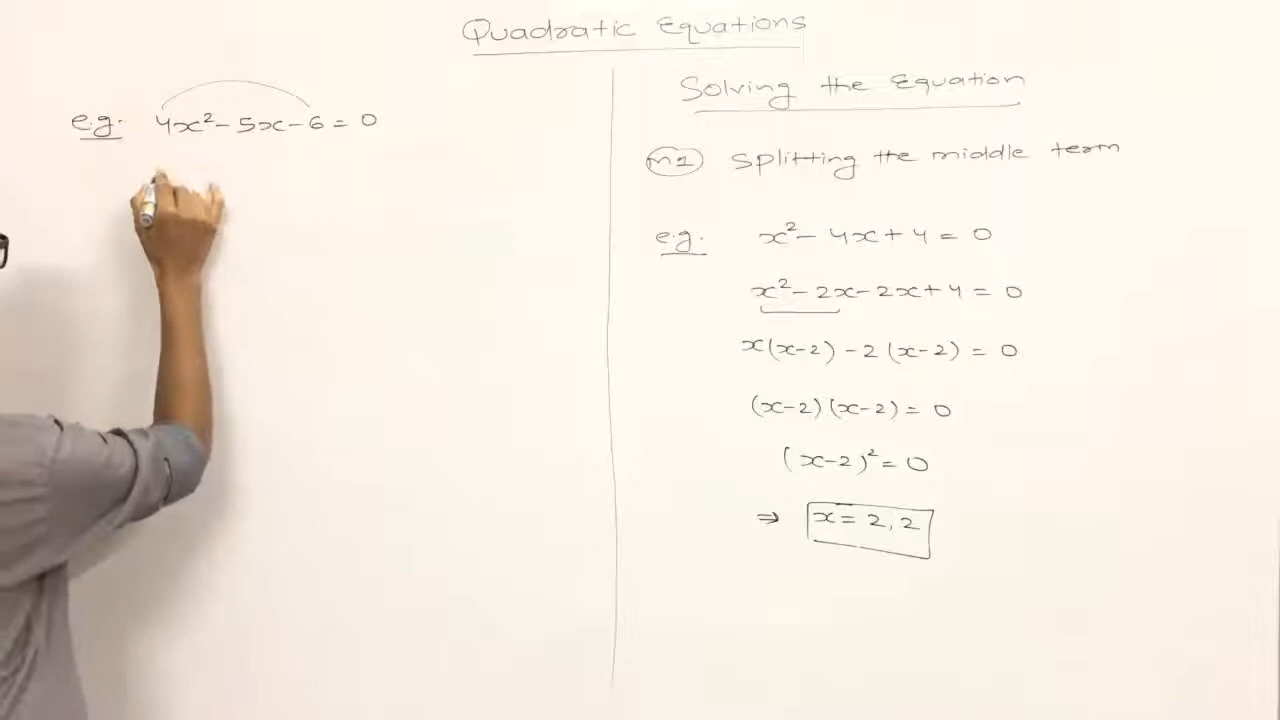 Quadratic Equations
e.g. 4x² - 5x - 6 = 0
Solving the Equation
M1 Splitting the middle term
e.g. x² - 4x + 4 = 0
x² - 2x - 2x + 4 = 0
x(x-2) - 2(x-2) = 0
(x-2)(x-2) = 0
(x-2)² = 0
⇒ x = 2, 2